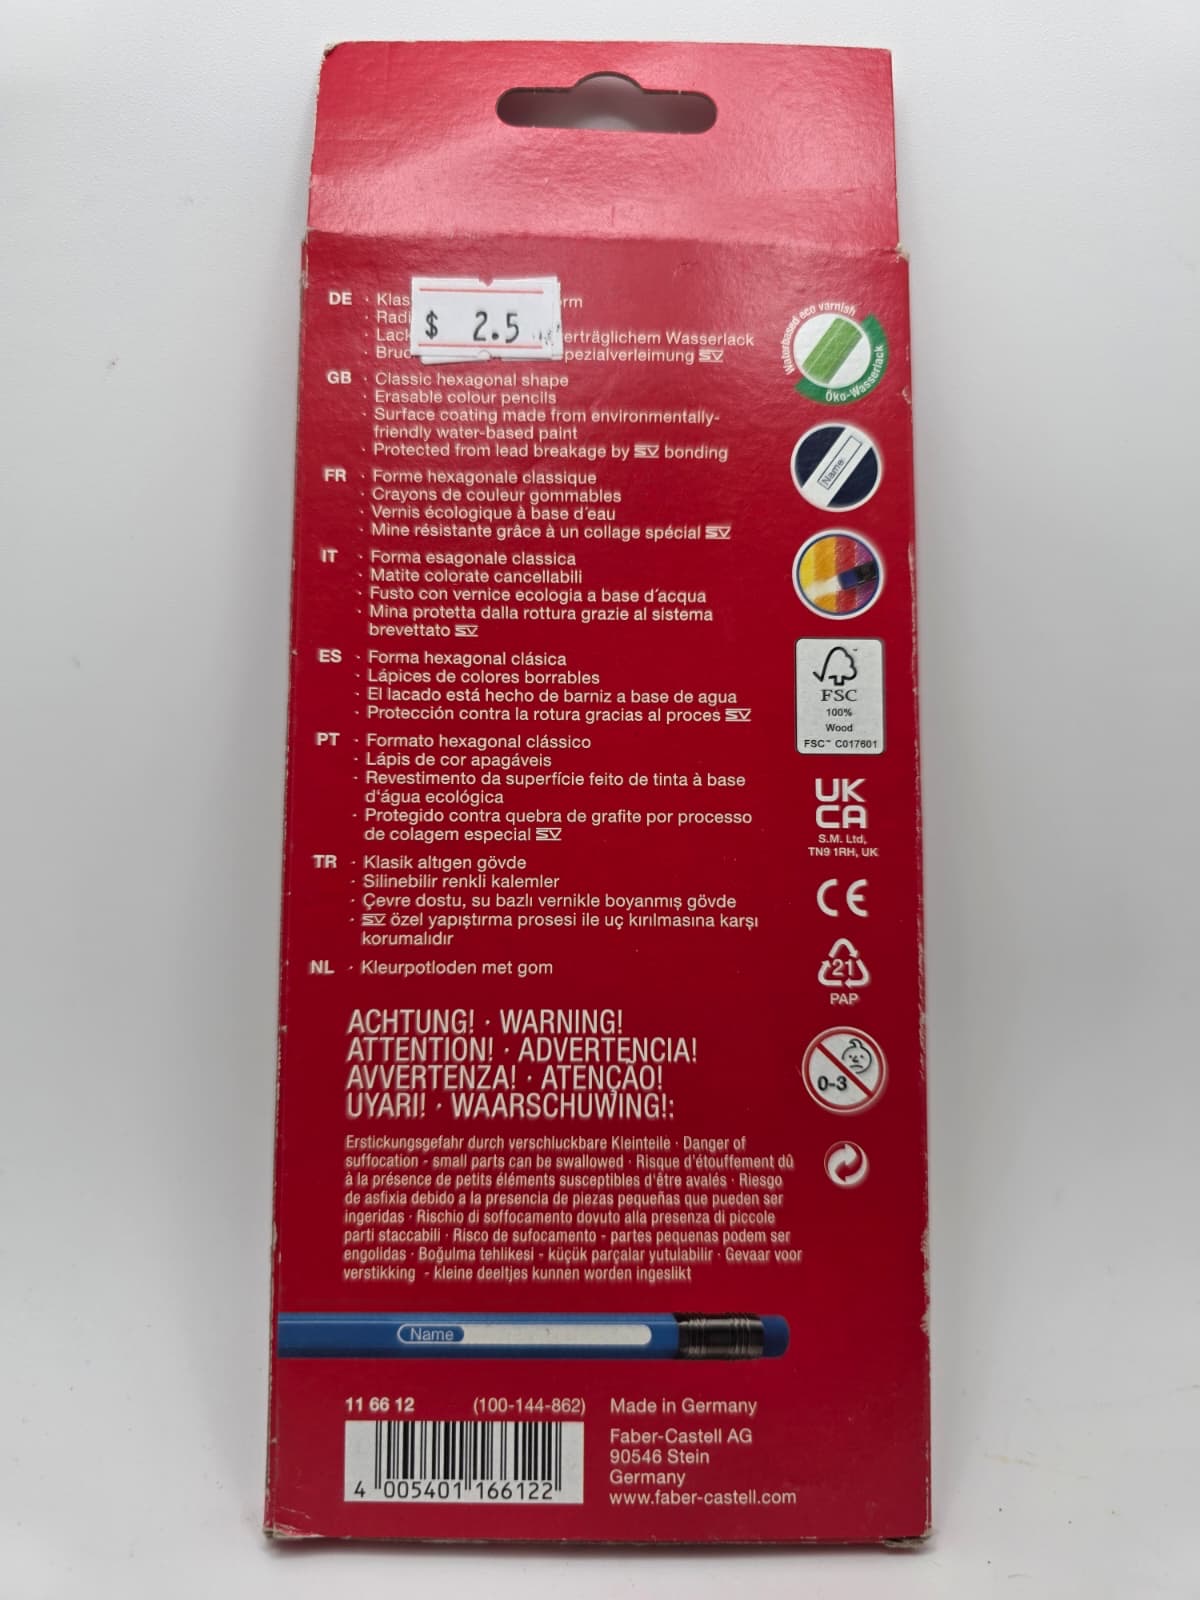 DE · Klas rm
· Radi
· Lack erträglichem Wasserlack
· Bruc pezialverleimung SV
$ 2.5
GB · Classic hexagonal shape
· Erasable colour pencils
· Surface coating made from environmentally-
friendly water-based paint
· Protected from lead breakage by SV bonding
FR · Forme hexagonale classique
· Crayons de couleur gommables
· Vernis écologique à base d´eau
· Mine résistante grâce à un collage spécial SV
IT · Forma esagonale classica
· Matite colorate cancellabili
· Fusto con vernice ecologia a base d´acqua
· Mina protetta dalla rottura grazie al sistema
brevettato SV
ES · Forma hexagonal clásica
· Lápices de colores borrables
· El lacado está hecho de barniz a base de agua
· Protección contra la rotura gracias al proces SV
PT · Formato hexagonal clássico
· Lápis de cor apagáveis
· Revestimento da superfície feito de tinta à base
d'água ecológica
· Protegido contra quebra de grafite por processo
de colagem especial SV
TR · Klasik altıgen gövde
· Silinebilir renkli kalemler
· Çevre dostu, su bazlı vernikle boyanmış gövde
· SV özel yapıştırma prosesi ile uç kırılmasına karşı
korumalıdır
NL · Kleurpotloden met gom
Waterbased eco varnish
Öko-Wasserlack
Name:
FSC™
100%
Wood
FSC™ C017601
UK
CA
S.M. Ltd,
TN9 1RH, UK
CE
21
PAP
0-3
ACHTUNG! · WARNING!
ATTENTION! · ADVERTENCIA!
AVVERTENZA! · ATENÇÃO!
UYARI! · WAARSCHUWING!:
Erstickungsgefahr durch verschluckbare Kleinteile · Danger of
suffocation - small parts can be swallowed · Risque d'étouffement dû
à la présence de petits éléments susceptibles d'être avalés · Riesgo
de asfixia debido a la presencia de piezas pequeñas que pueden ser
ingeridas · Rischio di soffocamento dovuto alla presenza di piccole
parti staccabili · Risco de sufocamento - partes pequenas podem ser
engolidas · Boğulma tehlikesi - küçük parçalar yutulabilir · Gevaar voor
verstikking - kleine deeltjes kunnen worden ingeslikt
Name
11 66 12 (100-144-862)
4 005401 166122
Made in Germany
Faber-Castell AG
90546 Stein
Germany
www.faber-castell.com